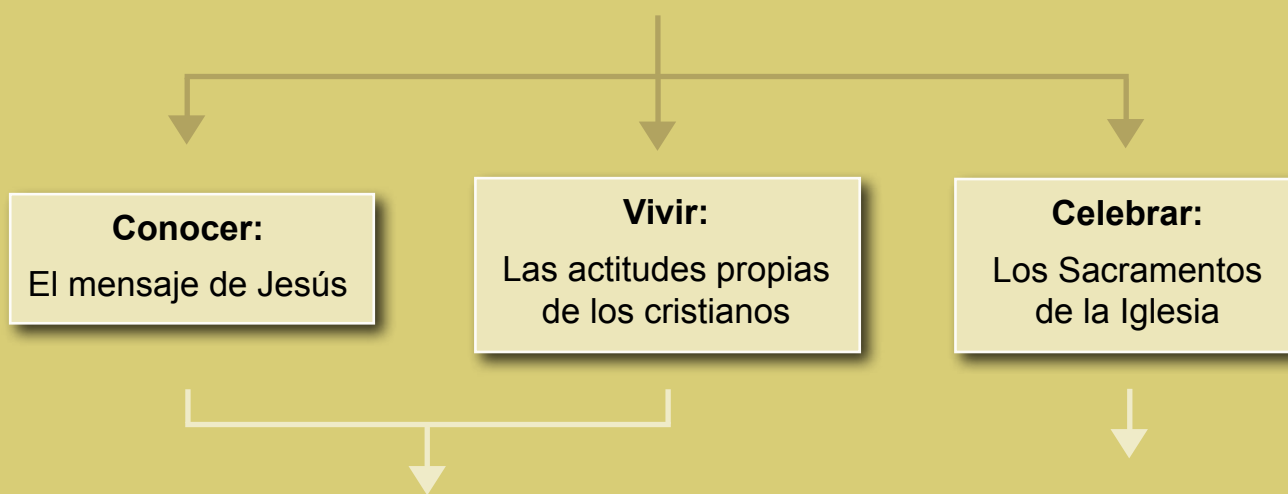 Conocer:
El mensaje de Jesús
Vivir:
Las actitudes propias
de los cristianos
Celebrar:
Los Sacramentos
de la Iglesia